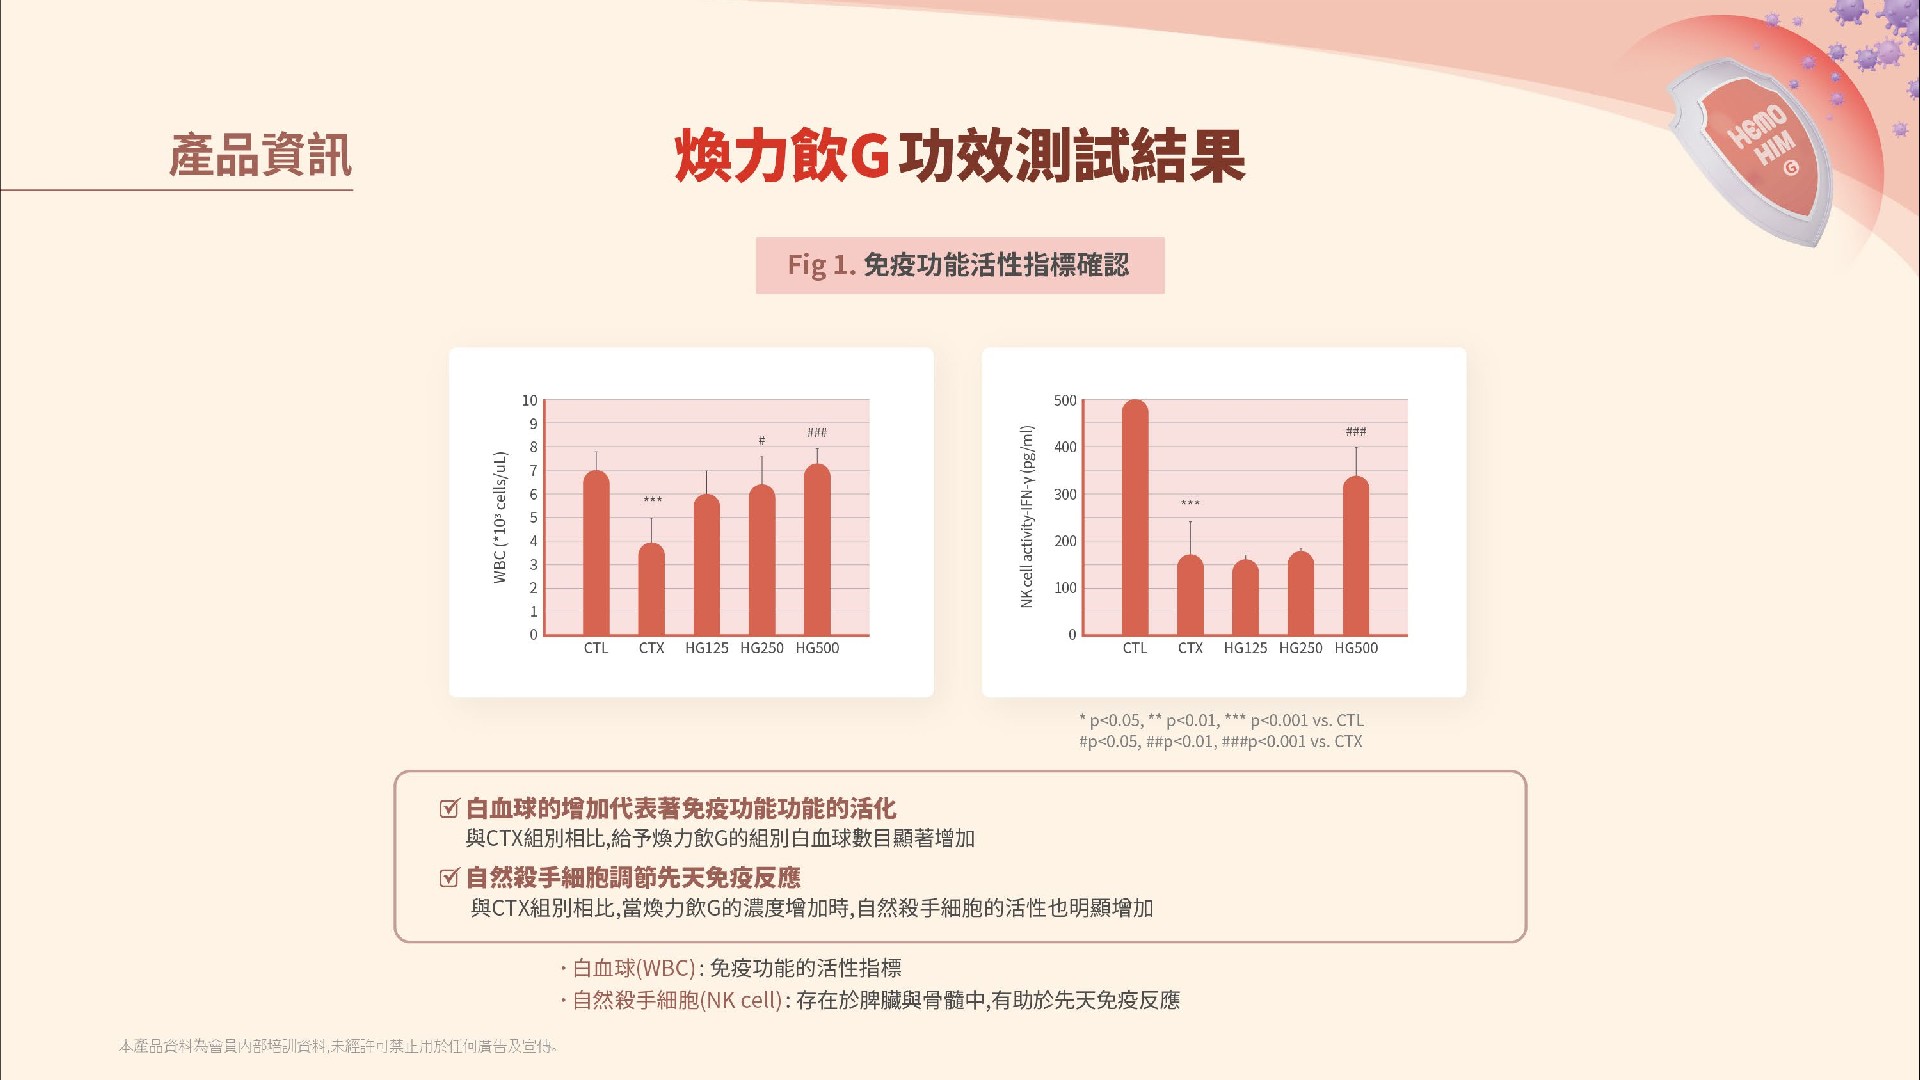 產品資訊
煥力飲G功效測試結果
HEMO
HIM
G
Fig 1. 免疫功能活性指標確認
WBC (*10³ cells/uL)
10
9
8
7
6
5
4
3
2
1
0
***
#
###
CTL CTX HG125 HG250 HG500
NK cell activity-IFN-γ (pg/ml)
500
400
300
200
100
0
***
###
CTL CTX HG125 HG250 HG500
* p<0.05, ** p<0.01, *** p<0.001 vs. CTL
#p<0.05, ##p<0.01, ###p<0.001 vs. CTX
白血球的增加代表著免疫功能功能的活化
與CTX組別相比,給予煥力飲G的組別白血球數目顯著增加
自然殺手細胞調節先天免疫反應
與CTX組別相比,當煥力飲G的濃度增加時,自然殺手細胞的活性也明顯增加
· 白血球(WBC) : 免疫功能的活性指標
· 自然殺手細胞(NK cell) : 存在於脾臟與骨髓中,有助於先天免疫反應
本產品資料為會員內部培訓資料,未經許可禁止用於任何廣告及宣傳。